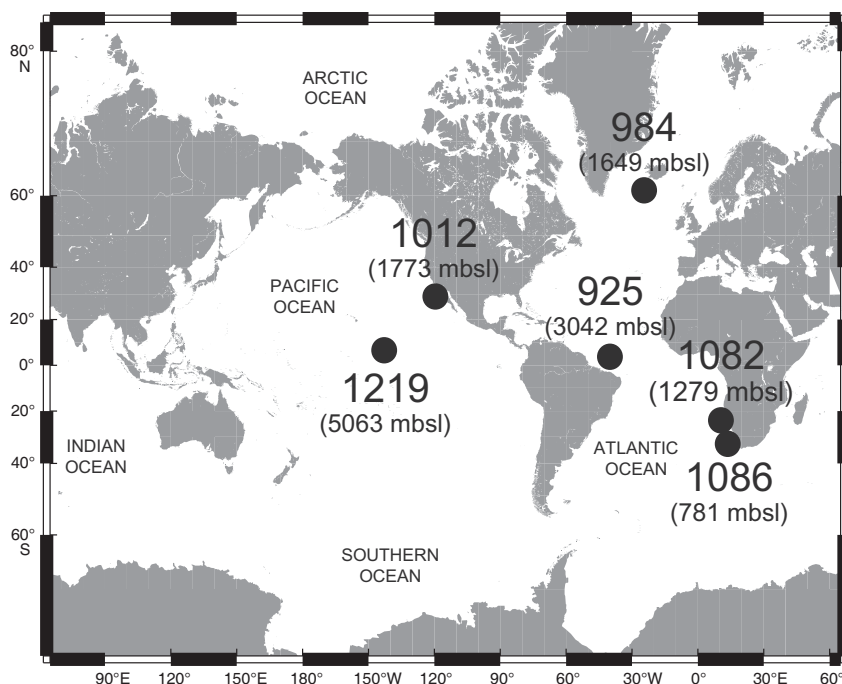 80°
N
ARCTIC
OCEAN
984
(1649 mbsl)
60°
1012
(1773 mbsl)
40°
PACIFIC
OCEAN
925
(3042 mbsl)
20°
1082
(1279 mbsl)
0°
1219
(5063 mbsl)
20°
INDIAN
OCEAN
ATLANTIC
OCEAN
40°
1086
(781 mbsl)
60°
S
SOUTHERN
OCEAN
90°E 120° 150°E 180° -150° -120° -90° 60° 30°W 0° 30°E 60°